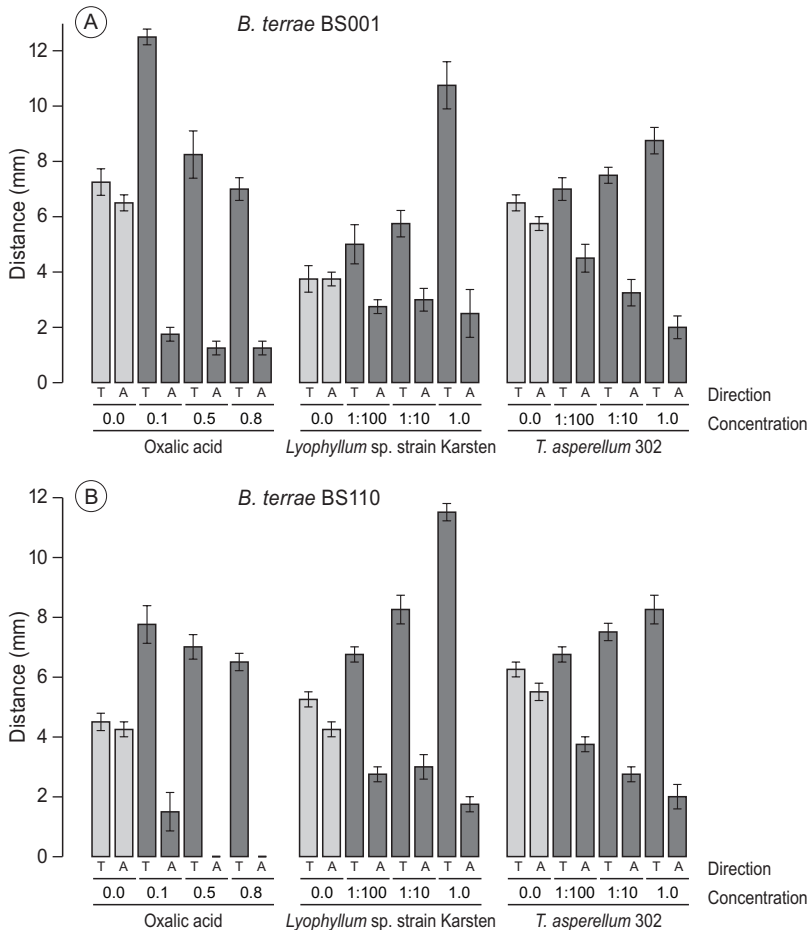 A
B. terrae BS001
Distance (mm)
12
10
8
6
4
2
0
T A T A T A T A T A T A T A T A T A T A T A T A Direction
0.0 0.1 0.5 0.8 0.0 1:100 1:10 1.0 0.0 1:100 1:10 1.0 Concentration
Oxalic acid Lyophyllum sp. strain Karsten T. asperellum 302
B
B. terrae BS110
Distance (mm)
12
10
8
6
4
2
0
T A T A T A T A T A T A T A T A T A T A T A T A Direction
0.0 0.1 0.5 0.8 0.0 1:100 1:10 1.0 0.0 1:100 1:10 1.0 Concentration
Oxalic acid Lyophyllum sp. strain Karsten T. asperellum 302